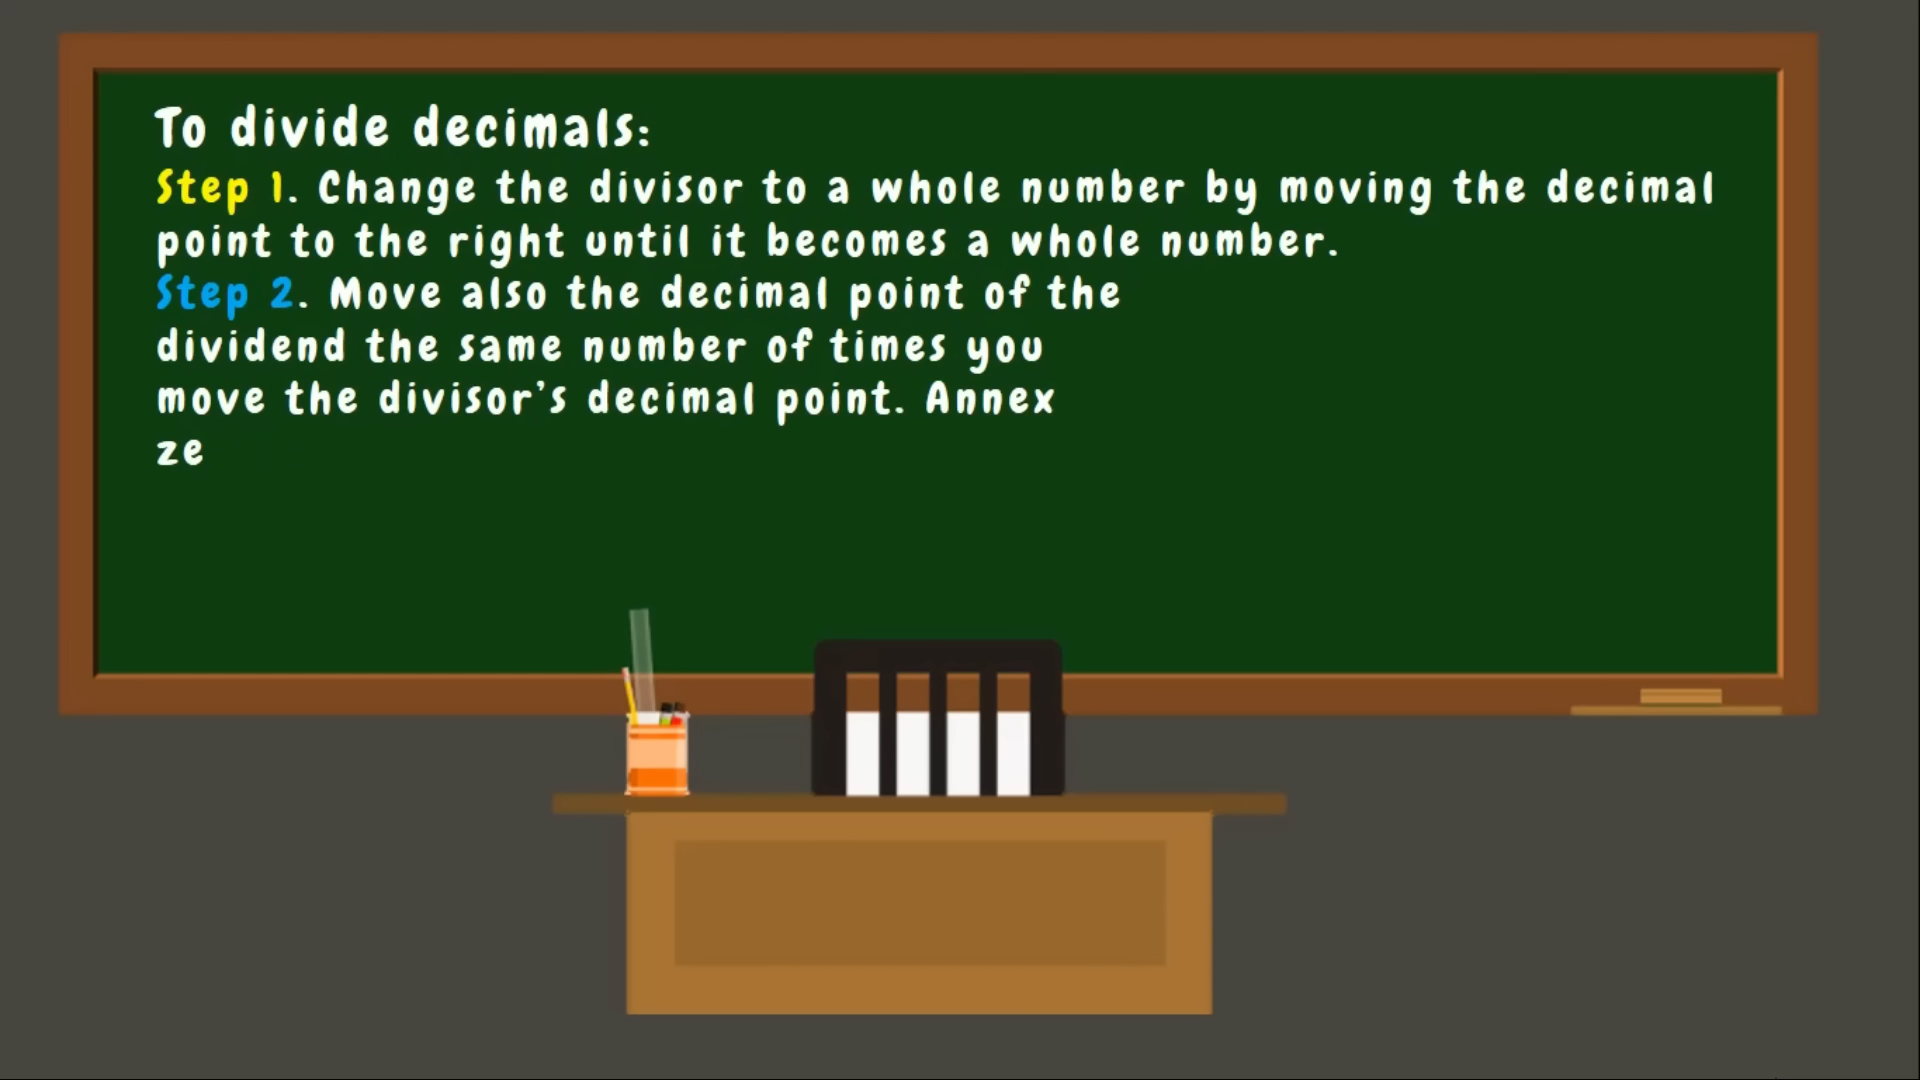 To divide decimals:
Step 1. Change the divisor to a whole number by moving the decimal
point to the right until it becomes a whole number.
Step 2. Move also the decimal point of the
dividend the same number of times you
move the divisor's decimal point. Annex
ze